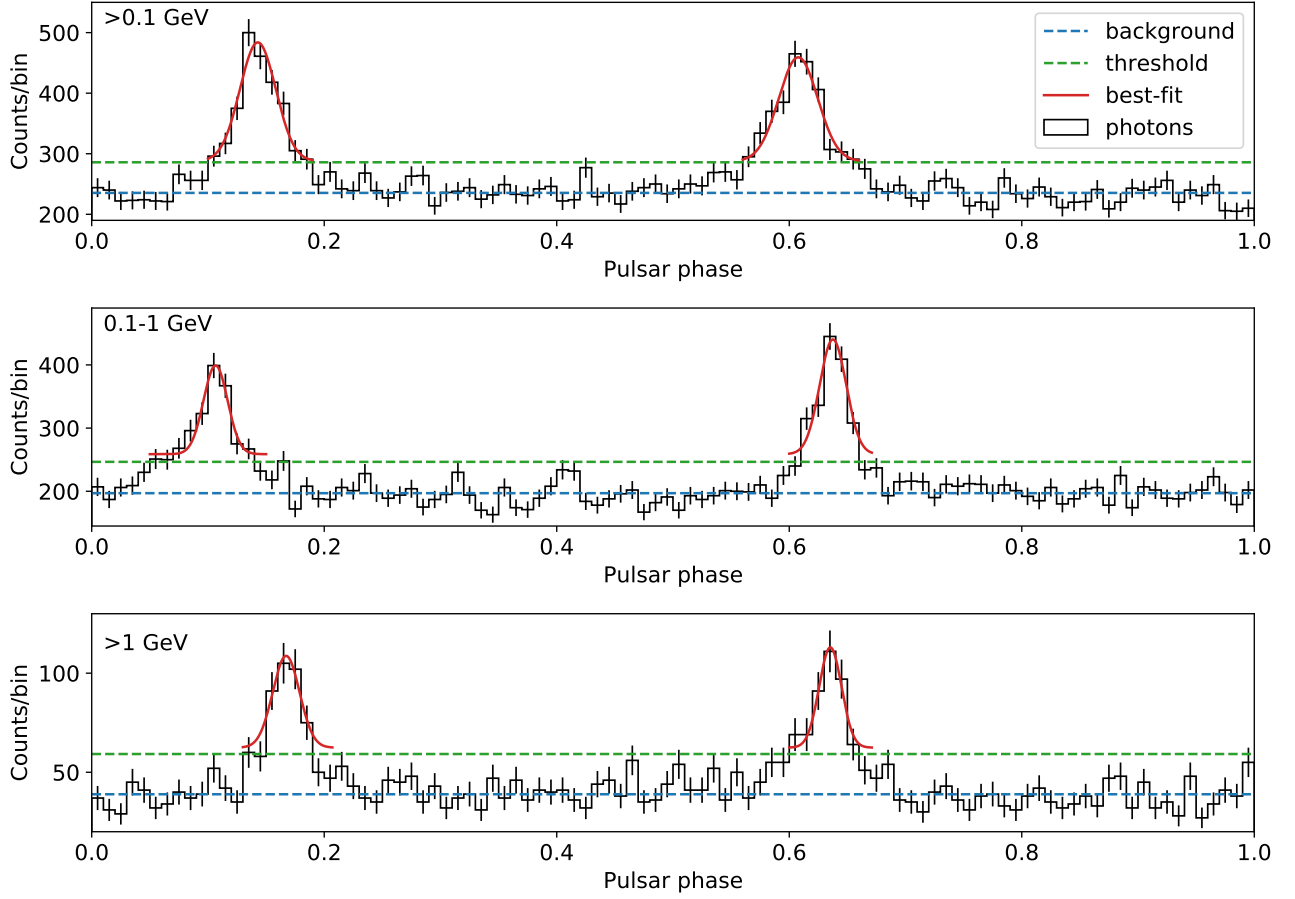 >0.1 GeV
background
threshold
best-fit
photons
500
400
300
200
Counts/bin
0.0 0.2 0.4 0.6 0.8 1.0
Pulsar phase
0.1-1 GeV
400
300
200
Counts/bin
0.0 0.2 0.4 0.6 0.8 1.0
Pulsar phase
>1 GeV
100
50
Counts/bin
0.0 0.2 0.4 0.6 0.8 1.0
Pulsar phase